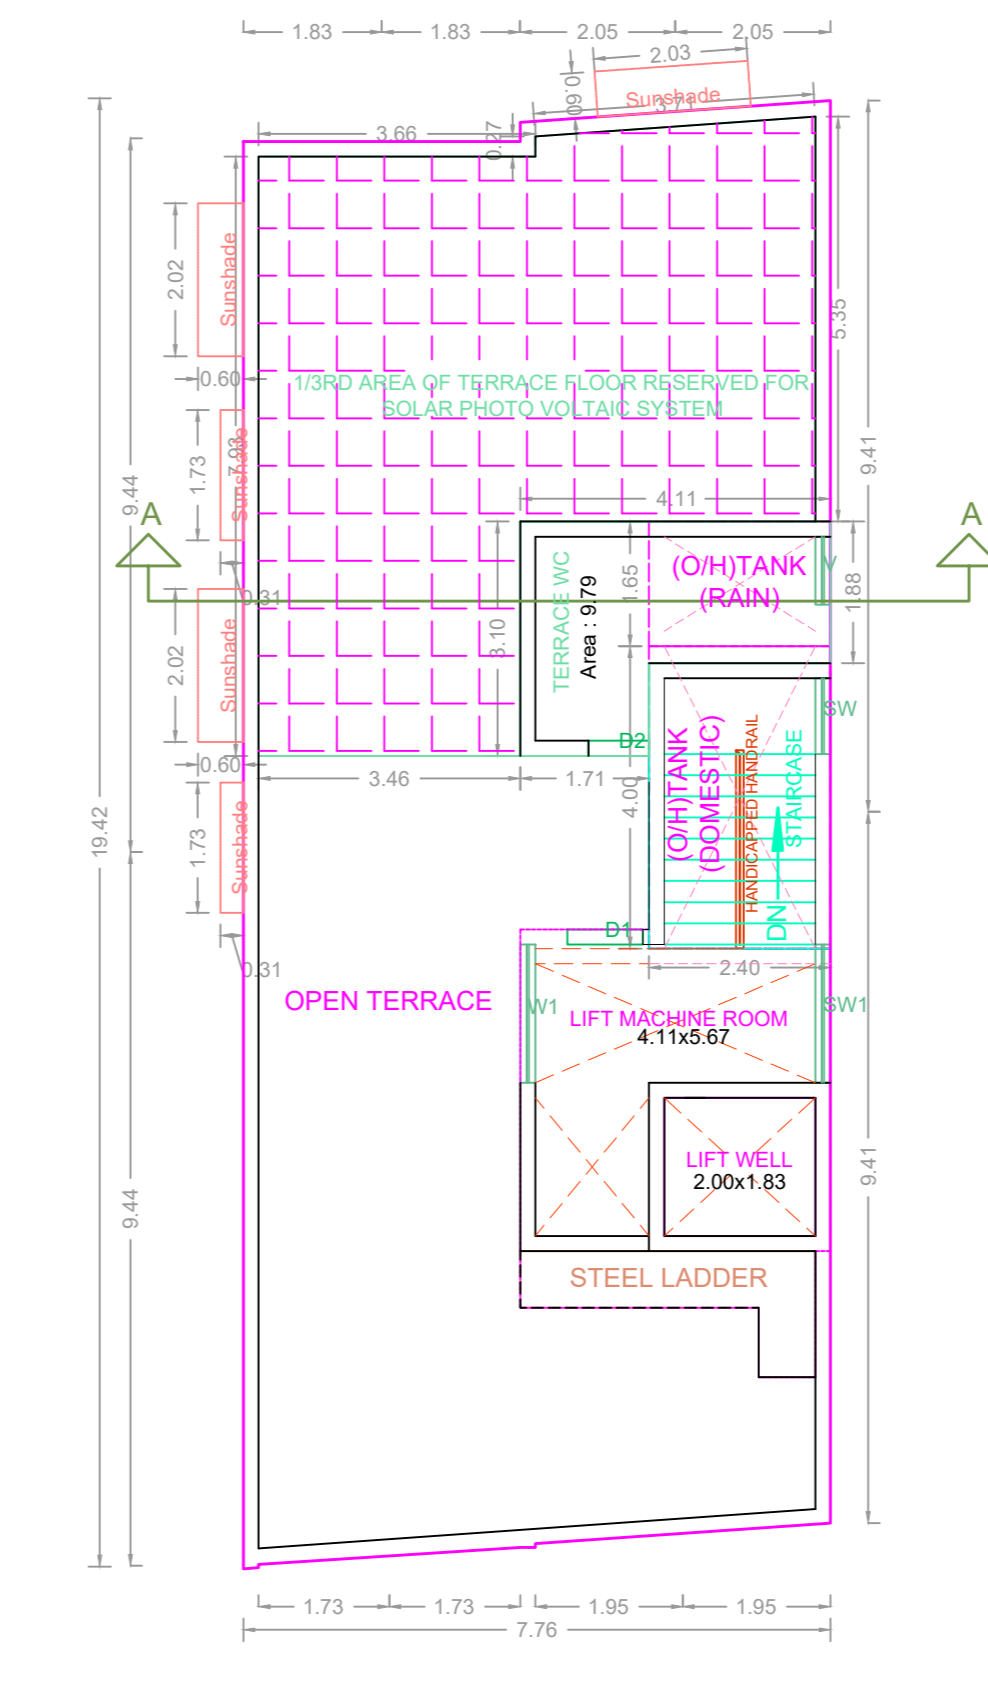 1.83
1.83
2.05
2.05
2.03
0.60
Sunshade
3.71
3.66
0.27
Sunshade
2.02
5.35
0.60
1/3RD AREA OF TERRACE FLOOR RESERVED FOR
SOLAR PHOTO VOLTAIC SYSTEM
7.93
9.41
1.73
Sunshade
9.44
4.11
A
A
(O/H)TANK
(RAIN)
V
TERRACE WC
Area : 9.79
1.65
1.88
0.31
3.10
2.02
Sunshade
SW
D2
(O/H)TANK
(DOMESTIC)
HANDICAPPED HANDRAIL
STAIRCASE
0.60
3.46
1.71
4.00
19.42
1.73
Sunshade
DN
D1
0.31
2.40
OPEN TERRACE
W1
SW1
LIFT MACHINE ROOM
4.11x5.67
LIFT WELL
2.00x1.83
9.41
9.44
STEEL LADDER
1.73
1.73
1.95
1.95
7.76